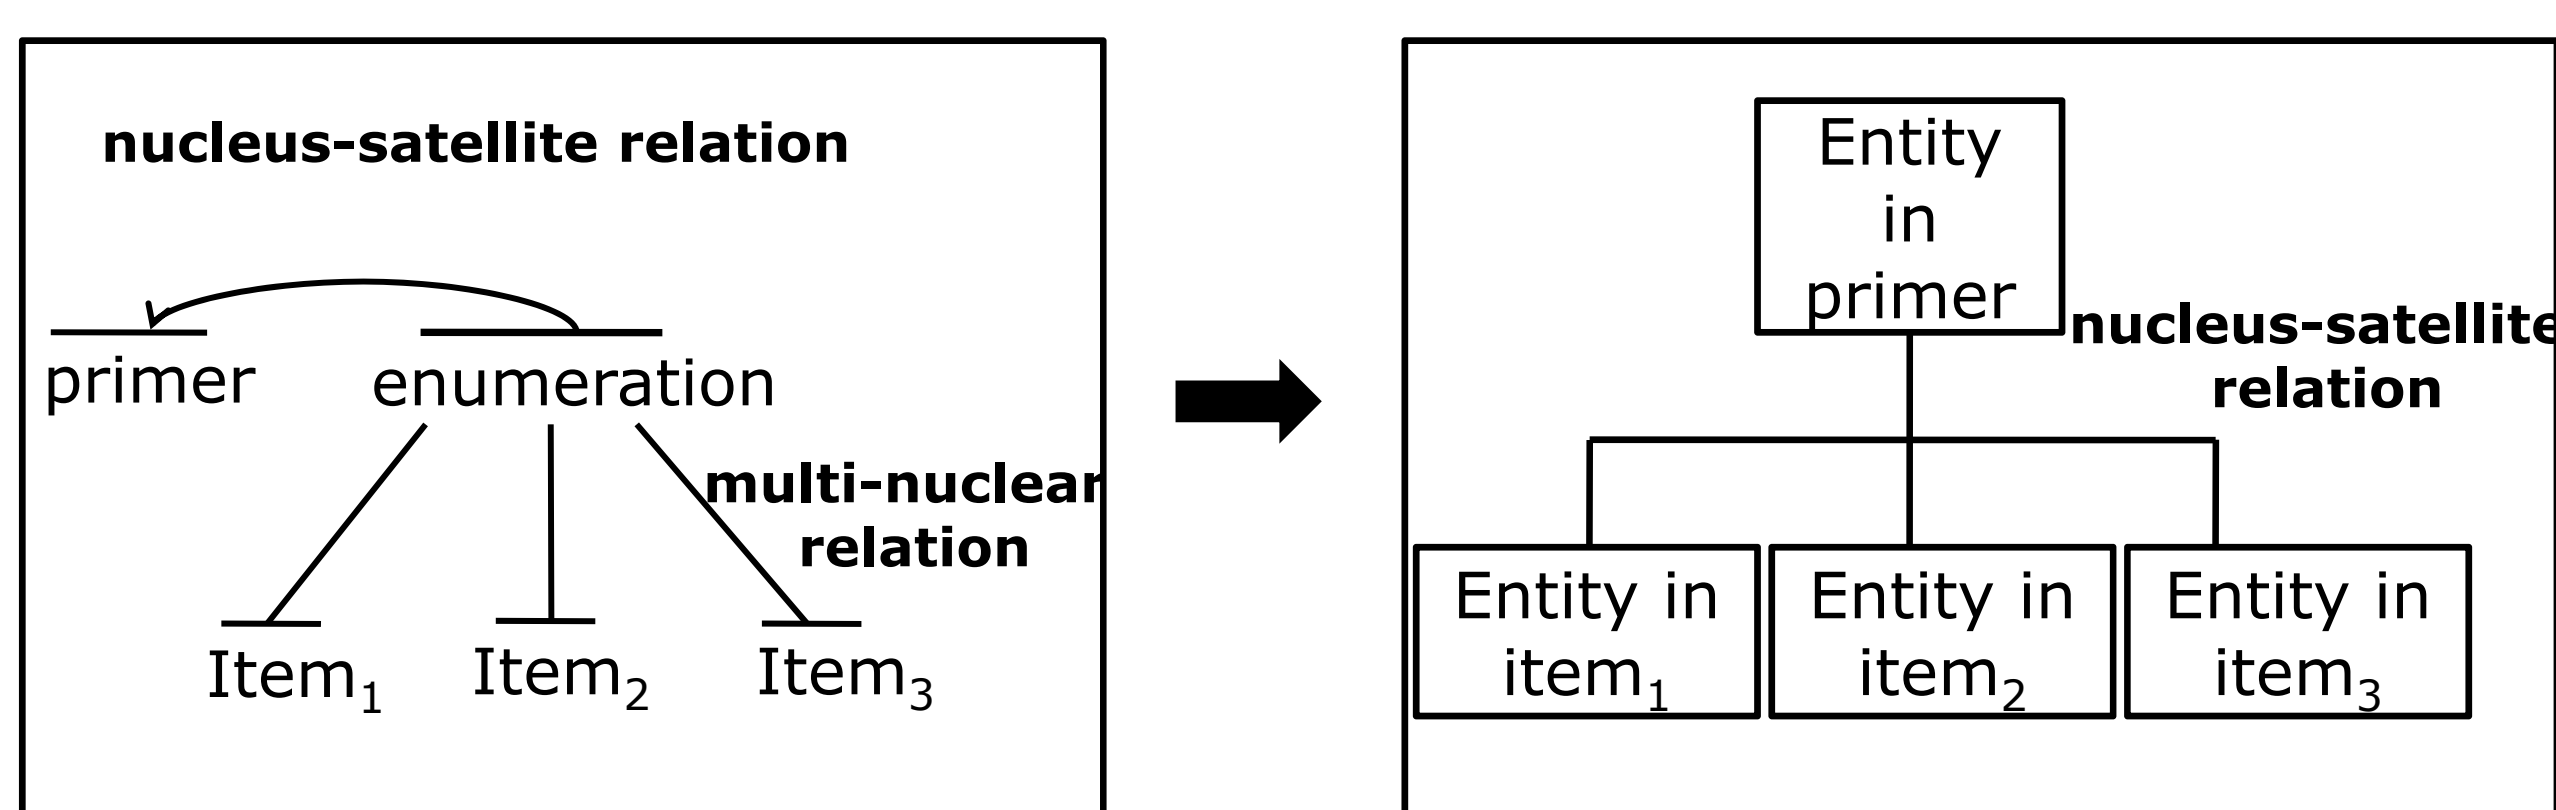 nucleus-satellite relation
primer
enumeration
multi-nuclear
relation
Item₁
Item₂
Item₃
Entity
in
primer
nucleus-satellite
relation
Entity in
item₁
Entity in
item₂
Entity in
item₃